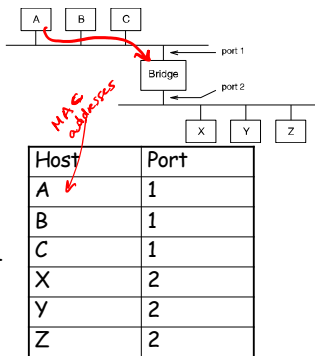 A B C
port 1
Bridge
port 2
X Y Z
MAC
addresses
Host Port
A 1
B 1
C 1
X 2
Y 2
Z 2